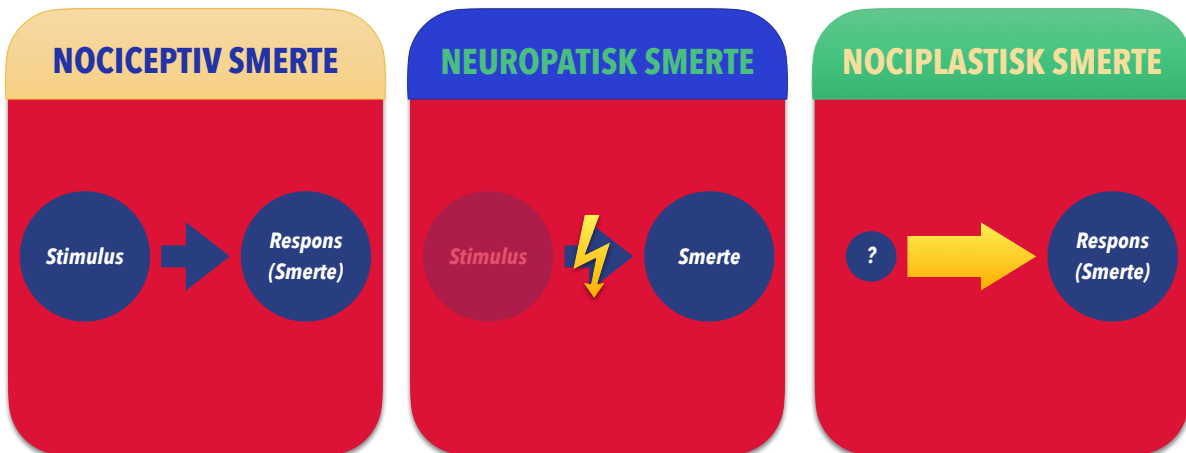 NOCICEPTIV SMERTE
Stimulus
Respons
(Smerte)
NEUROPATISK SMERTE
Stimulus
Smerte
NOCIPLASTISK SMERTE
?
Respons
(Smerte)